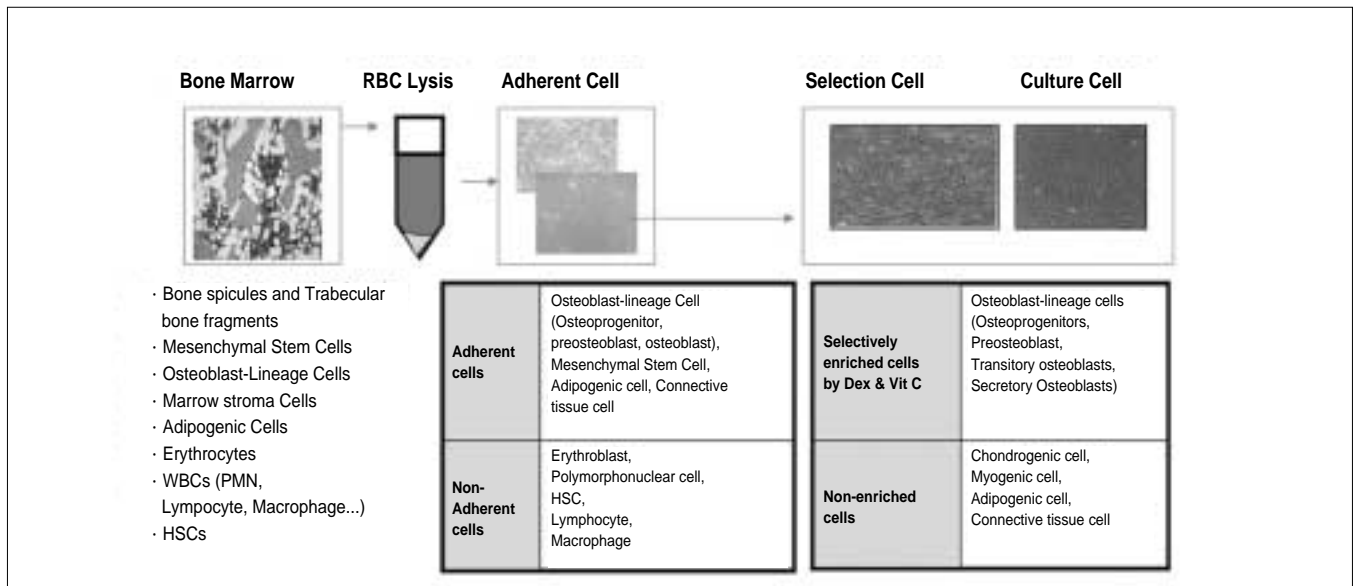 Bone Marrow
RBC Lysis
Adherent Cell
Selection Cell
Culture Cell
· Bone spicules and Trabecular
bone fragments
· Mesenchymal Stem Cells
· Osteoblast-Lineage Cells
· Marrow stroma Cells
· Adipogenic Cells
· Erythrocytes
· WBCs (PMN,
Lympocyte, Macrophage...)
· HSCs
Adherent
cells
Osteoblast-lineage Cell
(Osteoprogenitor,
preosteoblast, osteoblast),
Mesenchymal Stem Cell,
Adipogenic cell, Connective
tissue cell
Non-
Adherent
cells
Erythroblast,
Polymorphonuclear cell,
HSC,
Lymphocyte,
Macrophage
Selectively
enriched cells
by Dex & Vit C
Osteoblast-lineage cells
(Osteoprogenitors,
Preosteoblast,
Transitory osteoblasts,
Secretory Osteoblasts)
Non-enriched
cells
Chondrogenic cell,
Myogenic cell,
Adipogenic cell,
Connective tissue cell